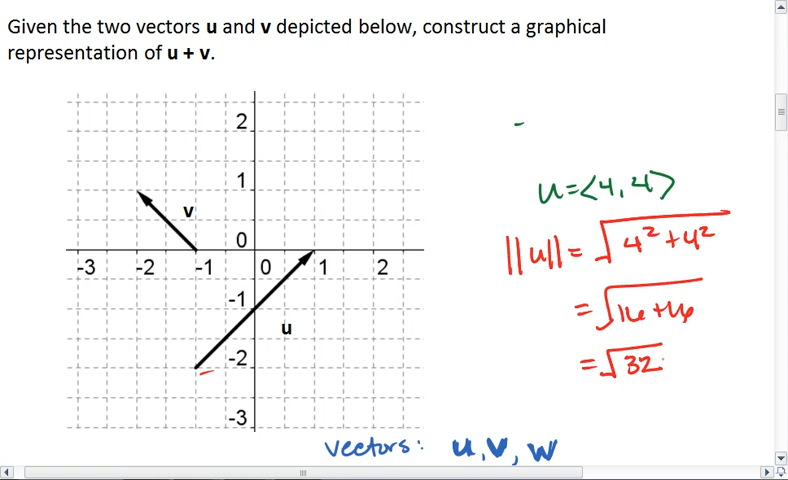 Given the two vectors u and v depicted below, construct a graphical
representation of u + v.
2
1
v
0
-3 -2 -1 0 1 2
-1
u
-2
-3
u=<4,4>
||u||= √4²+4²
= √16+16
= √32
vectors: u, v, w